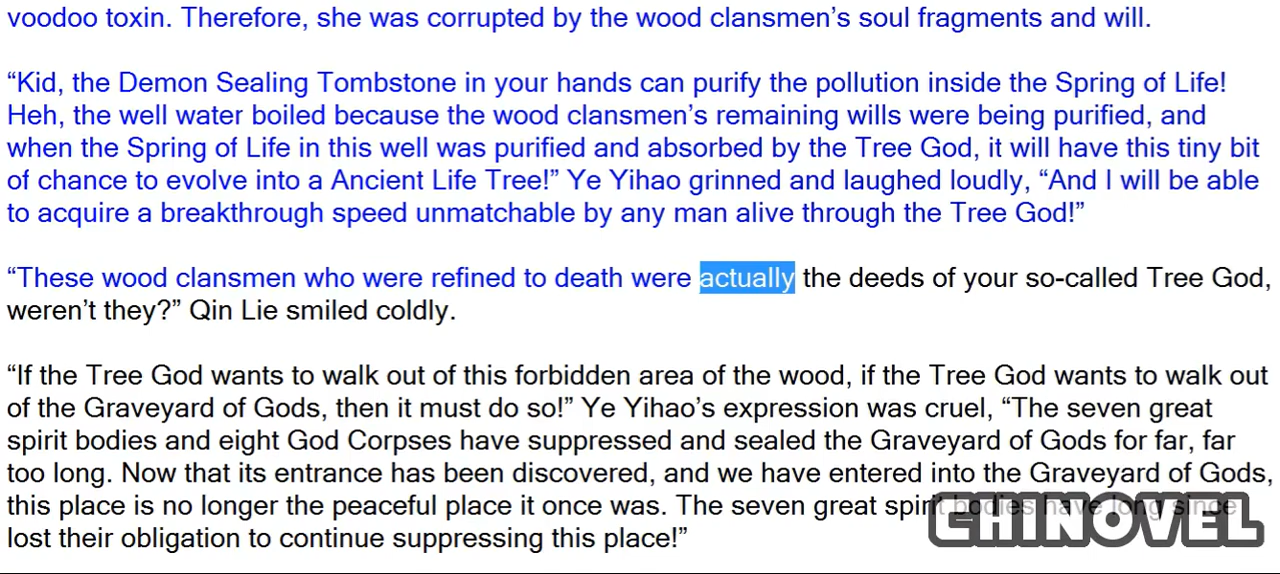 voodoo toxin. Therefore, she was corrupted by the wood clansmen’s soul fragments and will.
“Kid, the Demon Sealing Tombstone in your hands can purify the pollution inside the Spring of Life!
Heh, the well water boiled because the wood clansmen’s remaining wills were being purified, and
when the Spring of Life in this well was purified and absorbed by the Tree God, it will have this tiny bit
of chance to evolve into a Ancient Life Tree!” Ye Yihao grinned and laughed loudly, “And I will be able
to acquire a breakthrough speed unmatchable by any man alive through the Tree God!”
“These wood clansmen who were refined to death were actually the deeds of your so-called Tree God,
weren’t they?” Qin Lie smiled coldly.
“If the Tree God wants to walk out of this forbidden area of the wood, if the Tree God wants to walk out
of the Graveyard of Gods, then it must do so!” Ye Yihao’s expression was cruel, “The seven great
spirit bodies and eight God Corpses have suppressed and sealed the Graveyard of Gods for far, far
too long. Now that its entrance has been discovered, and we have entered into the Graveyard of Gods,
this place is no longer the peaceful place it once was. The seven great spirit bodies have long since
lost their obligation to continue suppressing this place!”
CHINOVEL